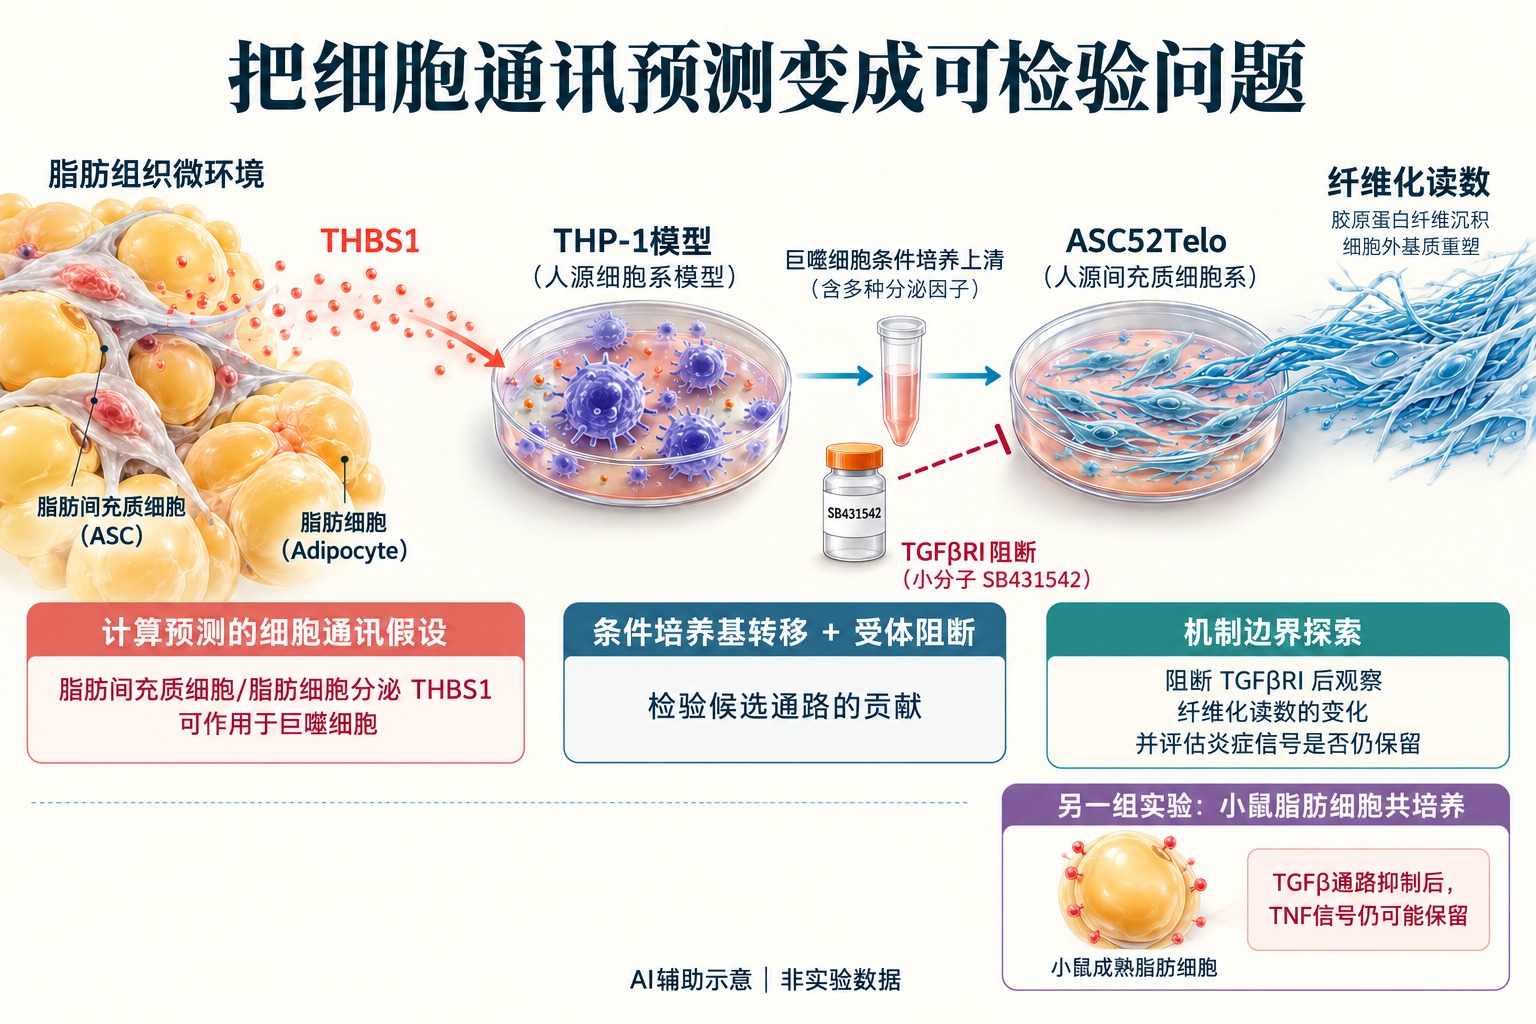 把细胞通讯预测变成可检验问题
脂肪组织微环境
THBS1
THP-1模型
（人源细胞系模型）
巨噬细胞条件培养上清
（含多种分泌因子）
ASC52Telo
（人源间充质细胞系）
纤维化读数
胶原蛋白纤维沉积
细胞外基质重塑
脂肪间充质细胞
（ASC）
脂肪细胞
（Adipocyte）
SB431542
TGFβRI 阻断
（小分子 SB431542）
计算预测的细胞通讯假设
脂肪间充质细胞/脂肪细胞分泌 THBS1
可作用于巨噬细胞
条件培养基转移 + 受体阻断
检验候选通路的贡献
机制边界探索
阻断 TGFβRI 后观察
纤维化读数的变化
并评估炎症信号是否仍保留
另一组实验：小鼠脂肪细胞共培养
TGFβ通路抑制后，
TNF信号仍可能保留
小鼠成熟脂肪细胞
AI辅助示意｜非实验数据